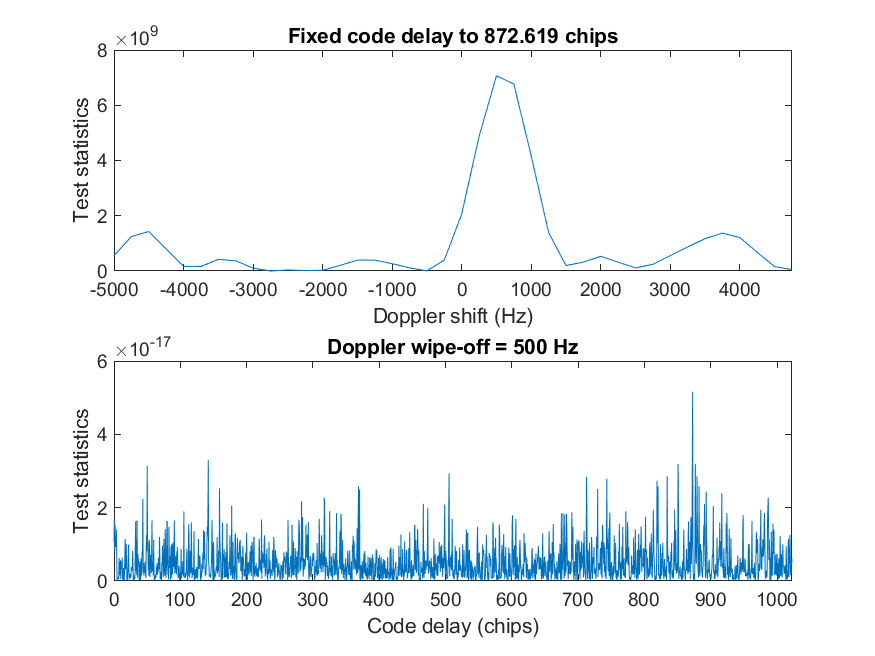 ×10⁹
Fixed code delay to 872.619 chips
8
6
4
2
0
Test statistics
-5000 -4000 -3000 -2000 -1000 0 1000 2000 3000 4000
Doppler shift (Hz)
×10⁻¹⁷
Doppler wipe-off = 500 Hz
6
4
2
0
Test statistics
0 100 200 300 400 500 600 700 800 900 1000
Code delay (chips)